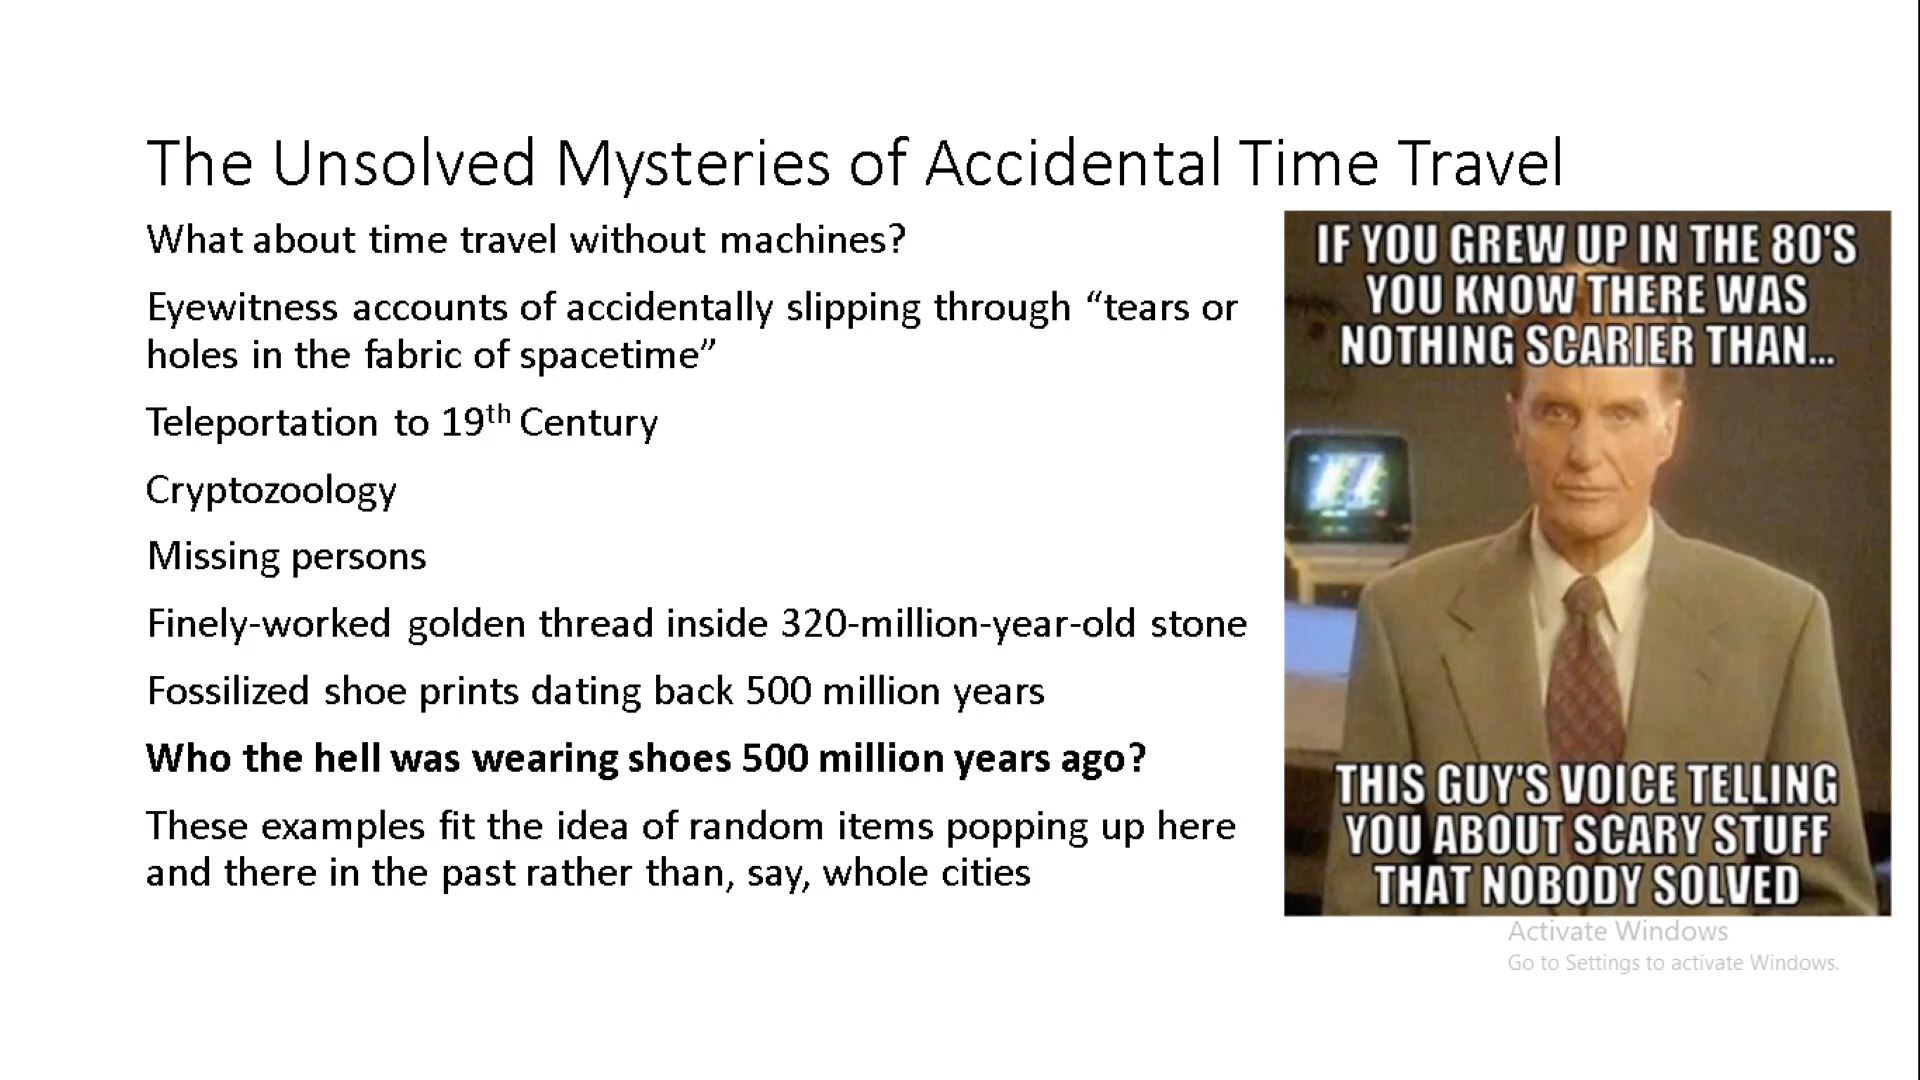 The Unsolved Mysteries of Accidental Time Travel
What about time travel without machines?
Eyewitness accounts of accidentally slipping through “tears or
holes in the fabric of spacetime”
Teleportation to 19th Century
Cryptozoology
Missing persons
Finely-worked golden thread inside 320-million-year-old stone
Fossilized shoe prints dating back 500 million years
Who the hell was wearing shoes 500 million years ago?
These examples fit the idea of random items popping up here
and there in the past rather than, say, whole cities
IF YOU GREW UP IN THE 80'S
YOU KNOW THERE WAS
NOTHING SCARIER THAN...
THIS GUY'S VOICE TELLING
YOU ABOUT SCARY STUFF
THAT NOBODY SOLVED
Activate Windows
Go to Settings to activate Windows.